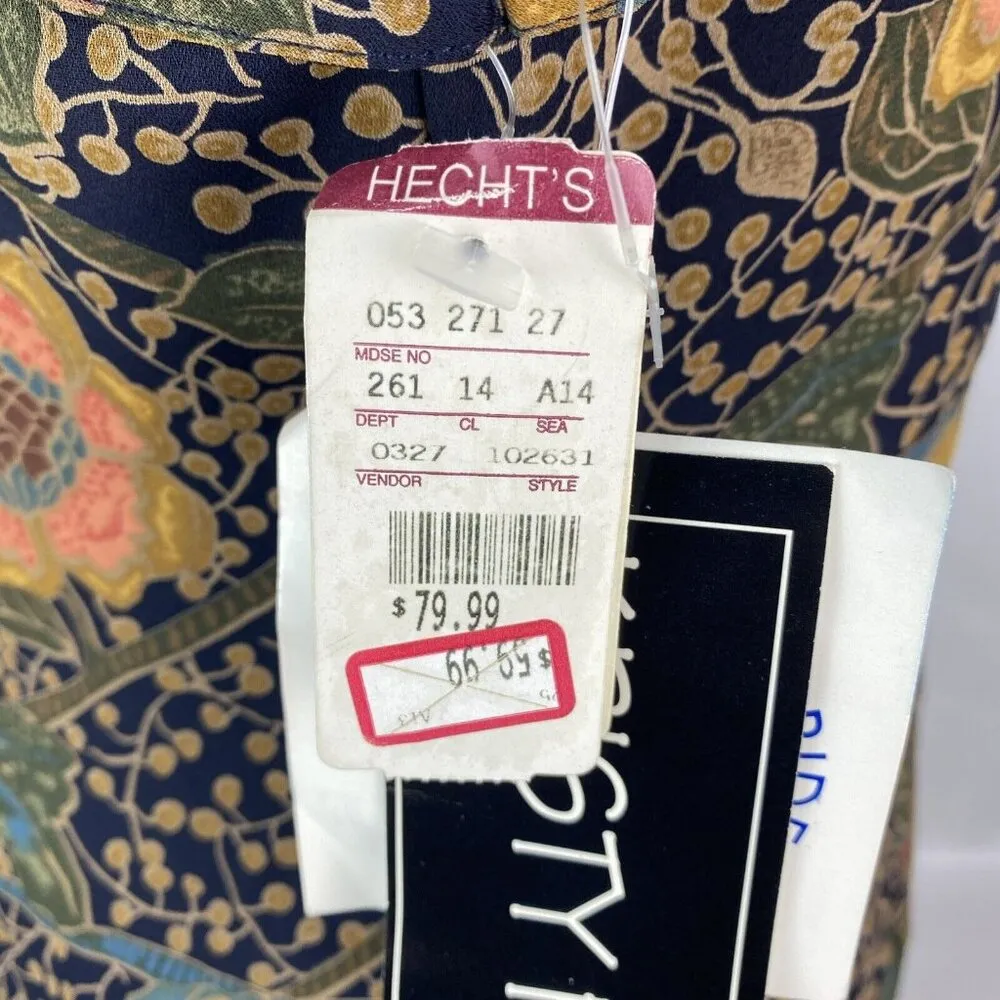 HECHT'S
053 271 27
MDSE NO
261 14 A14
DEPT CL SEA
0327 102631
VENDOR STYLE
$79.99
$59.99
A13